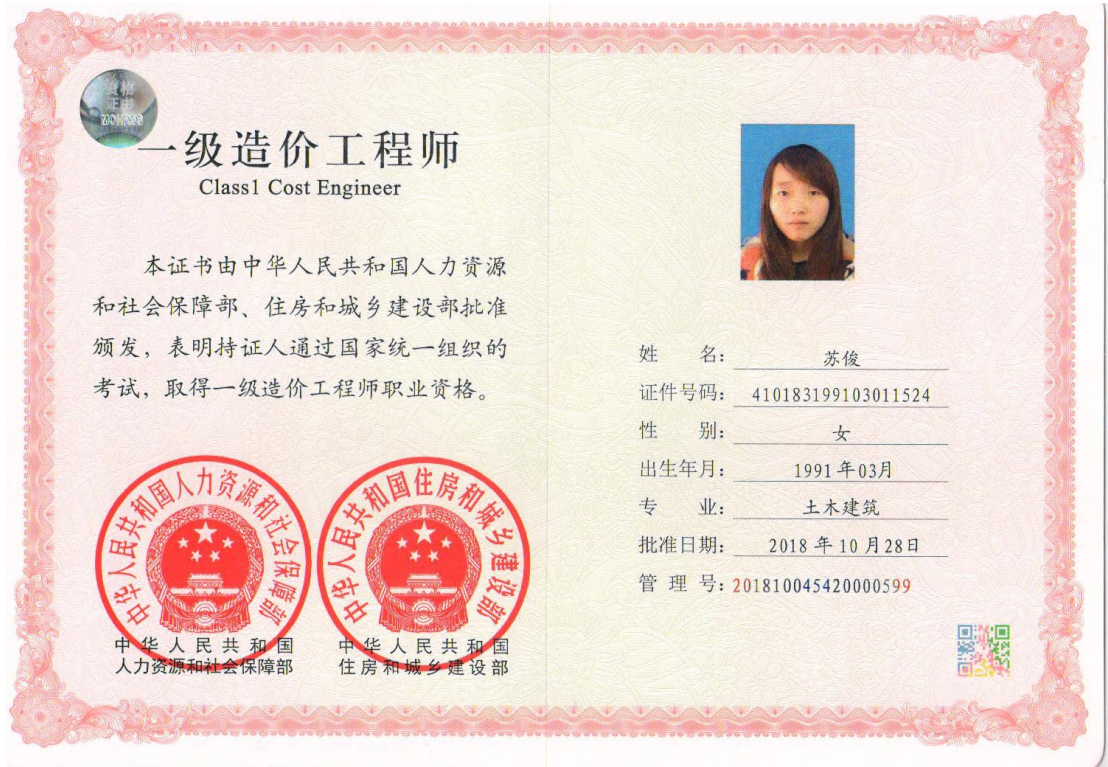 资格
证书
MOHRSS
一级造价工程师
Class1 Cost Engineer
本证书由中华人民共和国人力资源
和社会保障部、住房和城乡建设部批准
颁发，表明持证人通过国家统一组织的
考试，取得一级造价工程师职业资格。
中华人民共和国人力资源和社会保障部
中华人民共和国住房和城乡建设部
中华人民共和国
人力资源和社会保障部
中华人民共和国
住房和城乡建设部
姓 名：苏俊
证件号码：410183199103011524
性 别：女
出生年月：1991年03月
专 业：土木建筑
批准日期：2018年10月28日
管 理 号：201810045420000599